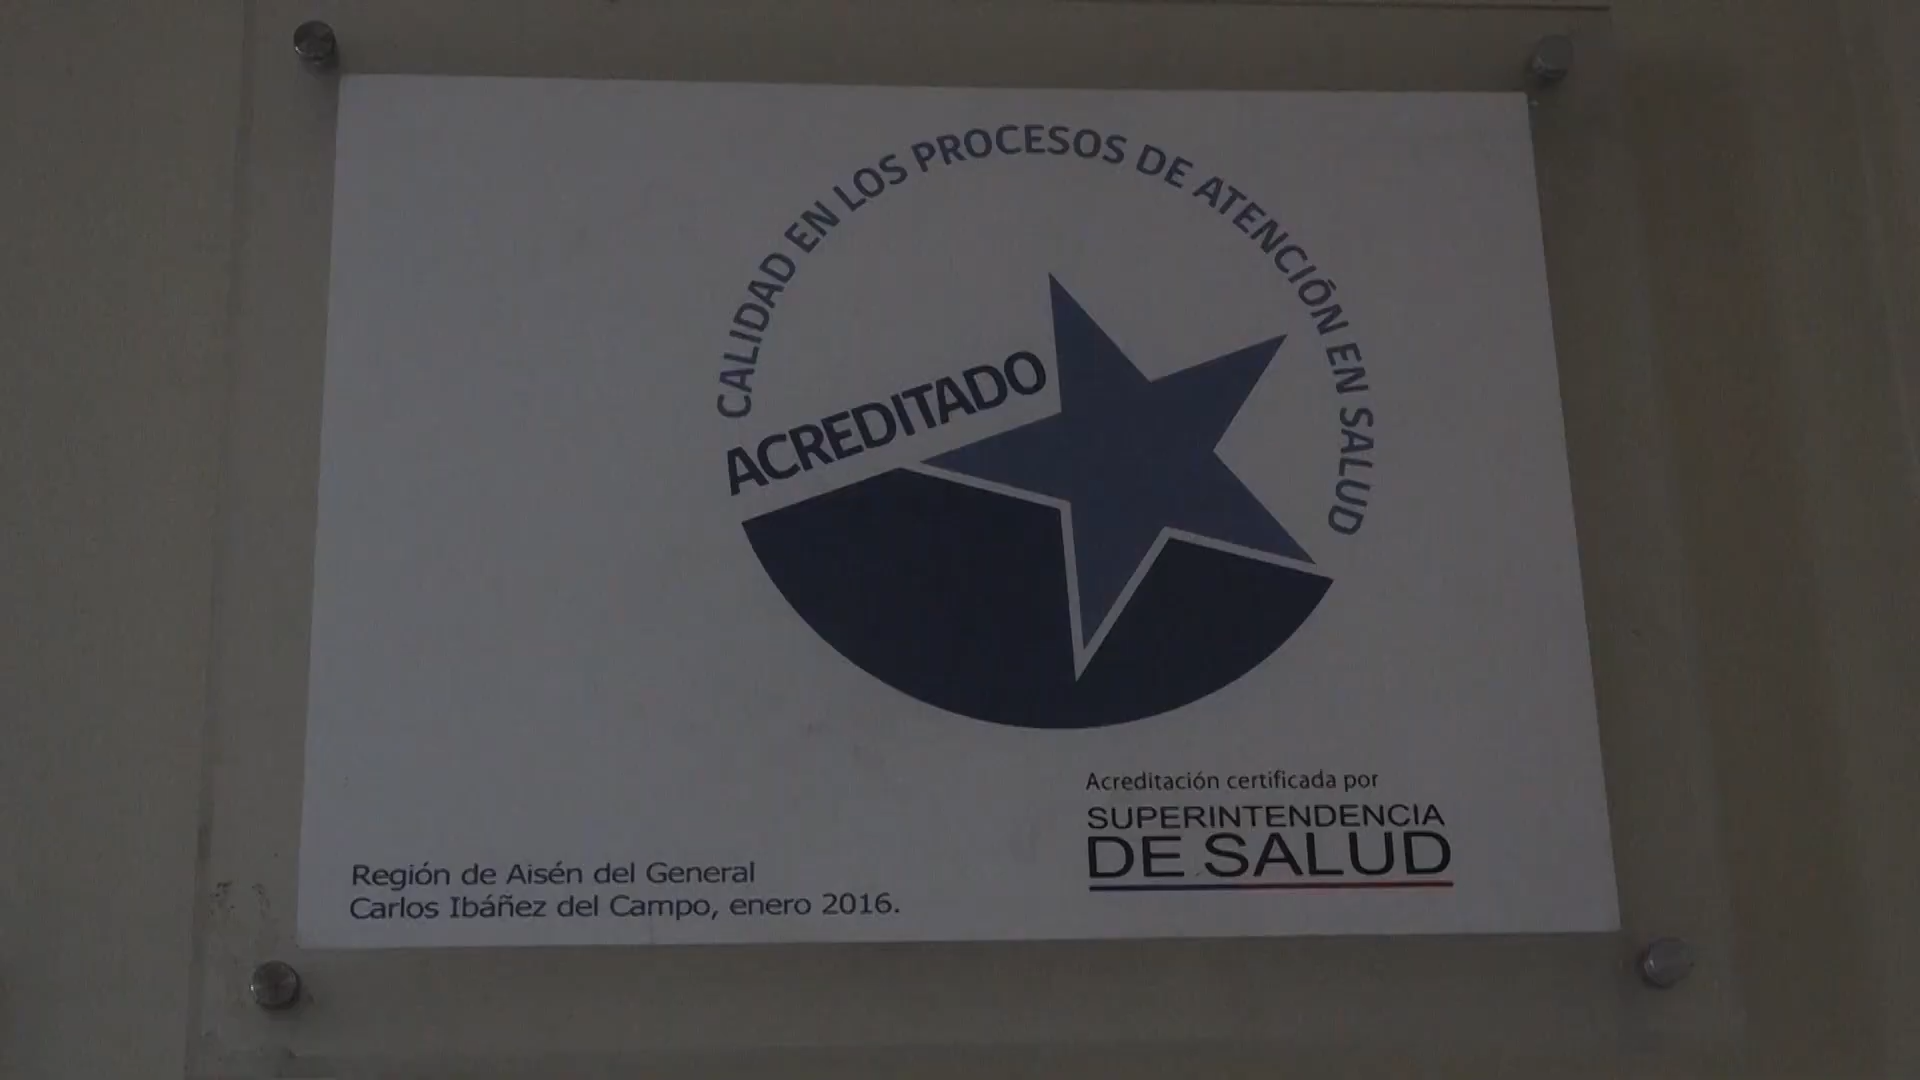 CALIDAD EN LOS PROCESOS DE ATENCIÓN EN SALUD
ACREDITADO
Acreditación certificada por
SUPERINTENDENCIA
DE SALUD
Región de Aisén del General
Carlos Ibáñez del Campo, enero 2016.